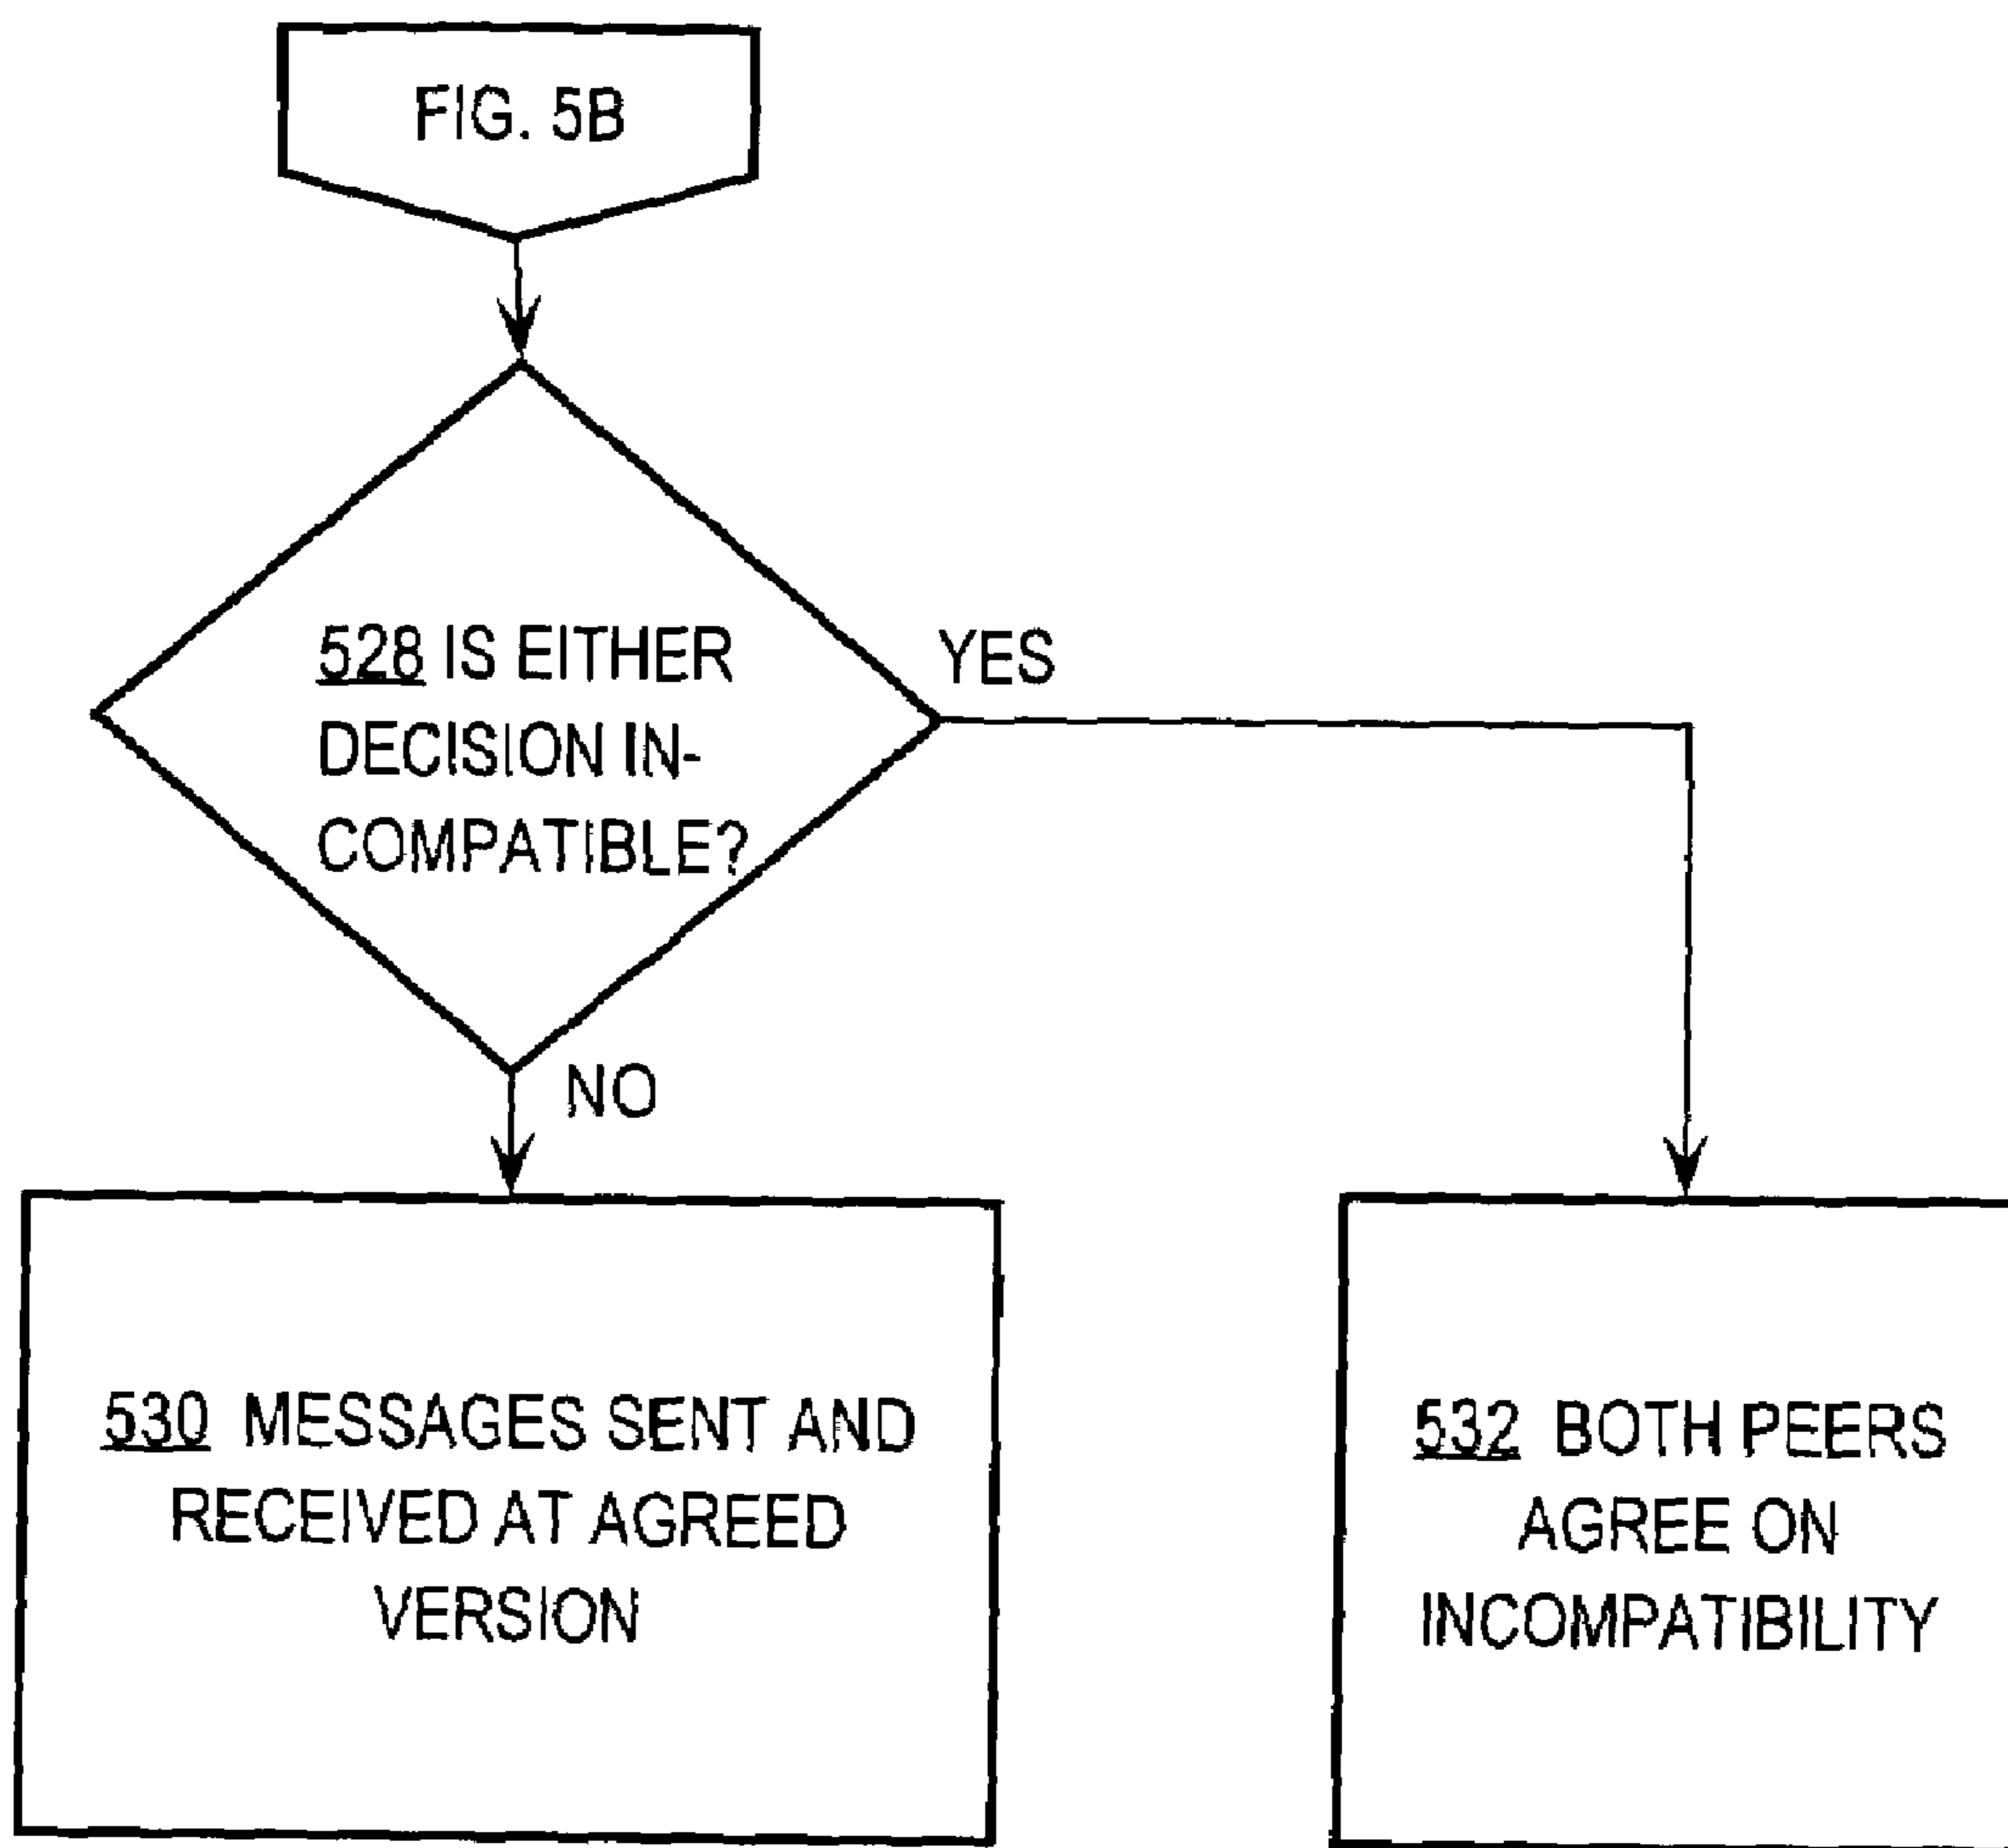 FIG. 5B
528 IS EITHER
DECISION IN-
COMPATIBLE?
YES
NO
530 MESSAGES SENT AND
RECEIVED AT AGREED
VERSION
532 BOTH PEERS
AGREE ON
INCOMPATIBILITY